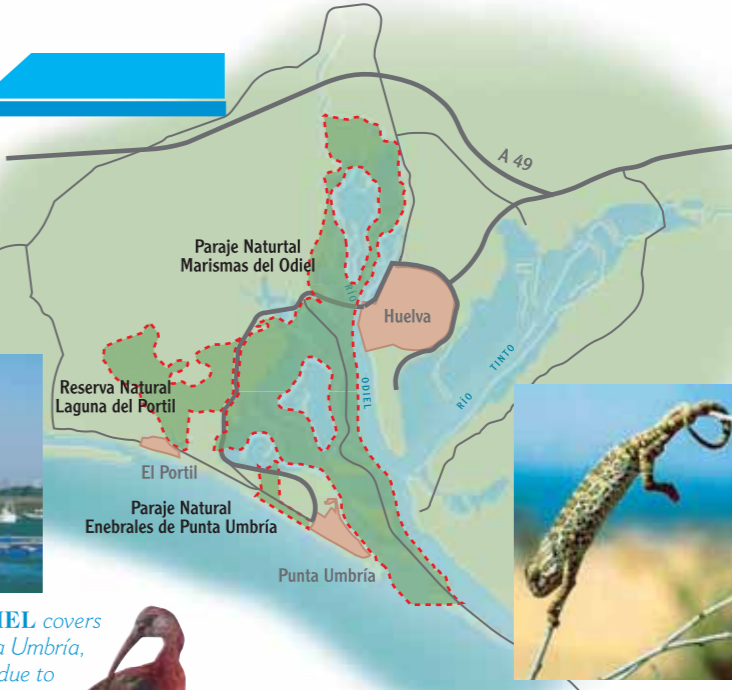 A 49
Paraje Naturtal
Marismas del Odiel
RÍO
Huelva
ODIEL
RÍO TINTO
Reserva Natural
Laguna del Portil
El Portil
Paraje Natural
Enebrales de Punta Umbría
Punta Umbría
IEL covers
a Umbría,
due to